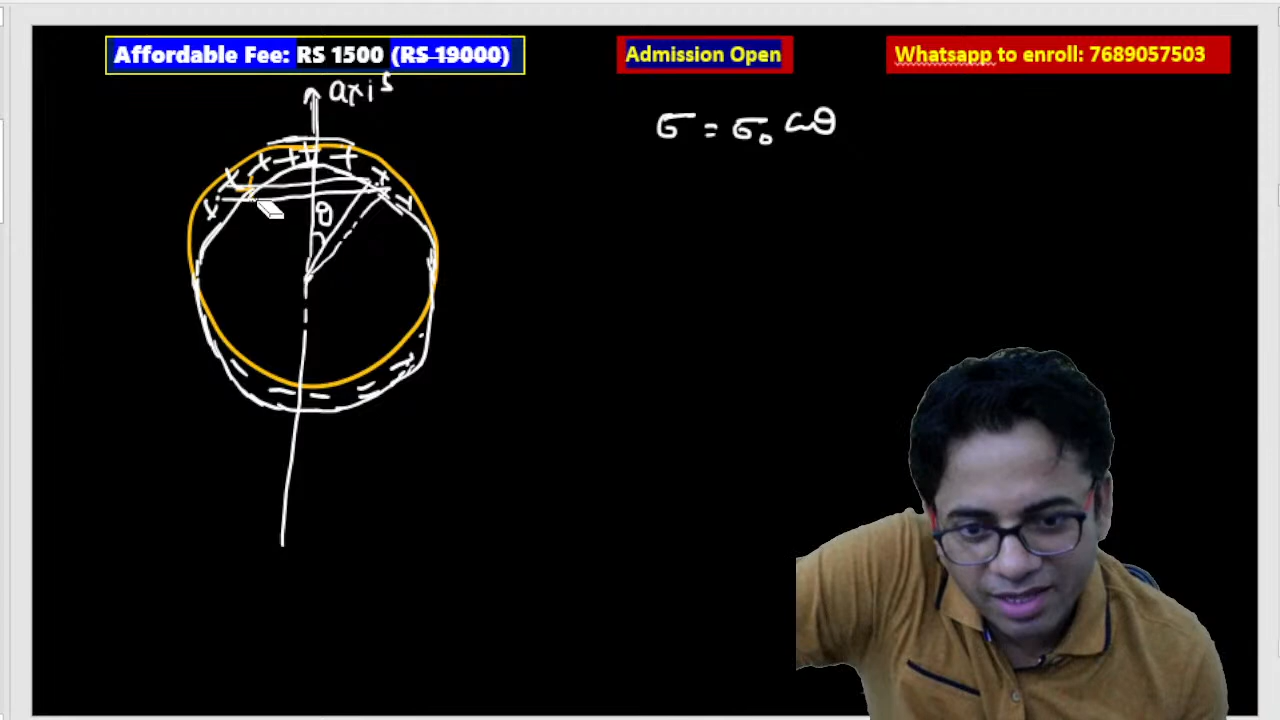 Affordable Fee: RS 1500 (RS 19000)
Admission Open
Whatsapp to enroll: 7689057503
axis
σ = σ₀ cosθ
θ